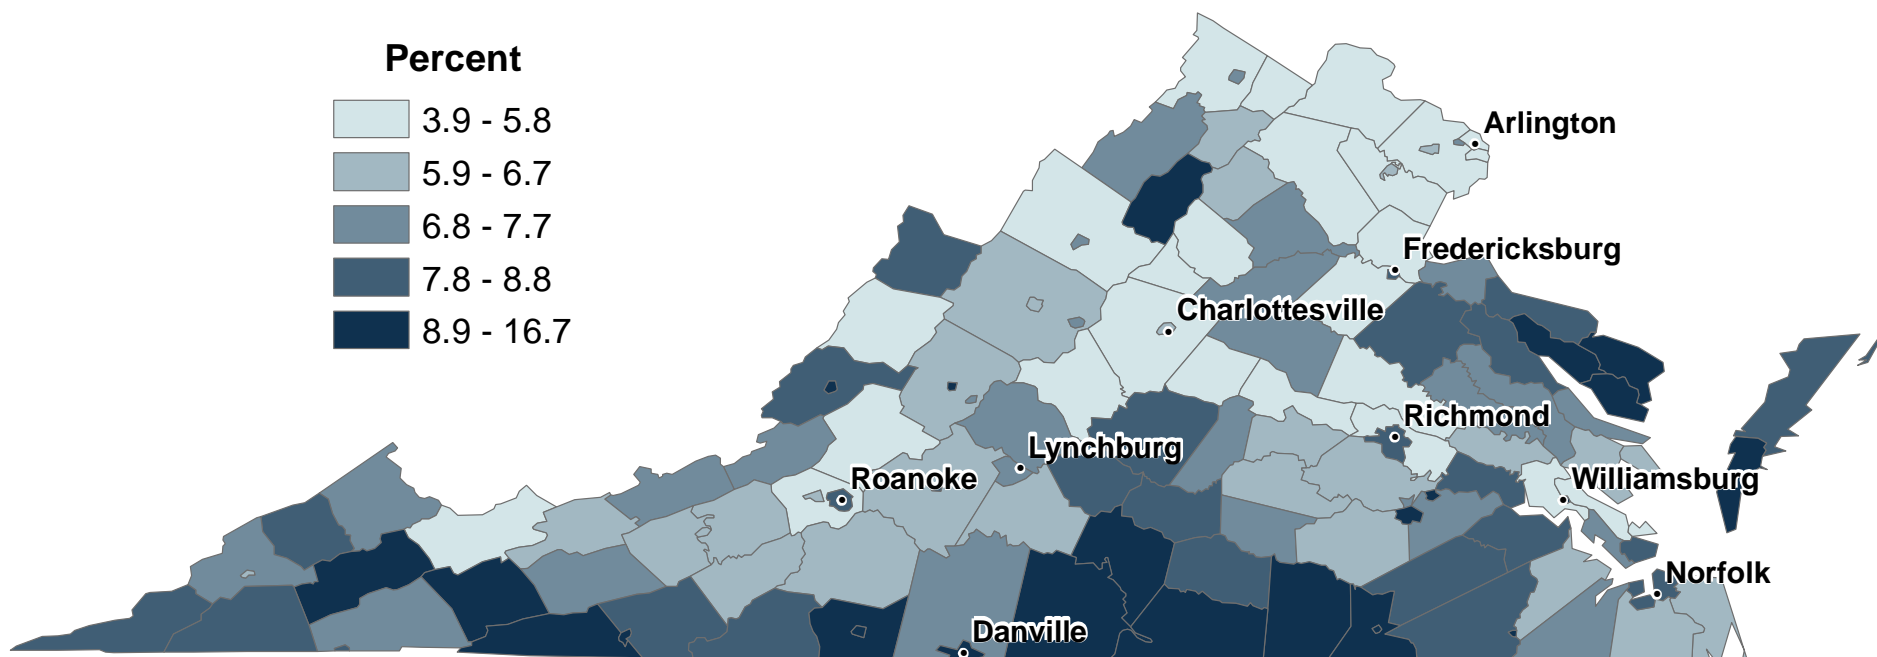 Percent
3.9 - 5.8
5.9 - 6.7
6.8 - 7.7
7.8 - 8.8
8.9 - 16.7
Arlington
Fredericksburg
Charlottesville
Richmond
Lynchburg
Roanoke
Williamsburg
Norfolk
Danville